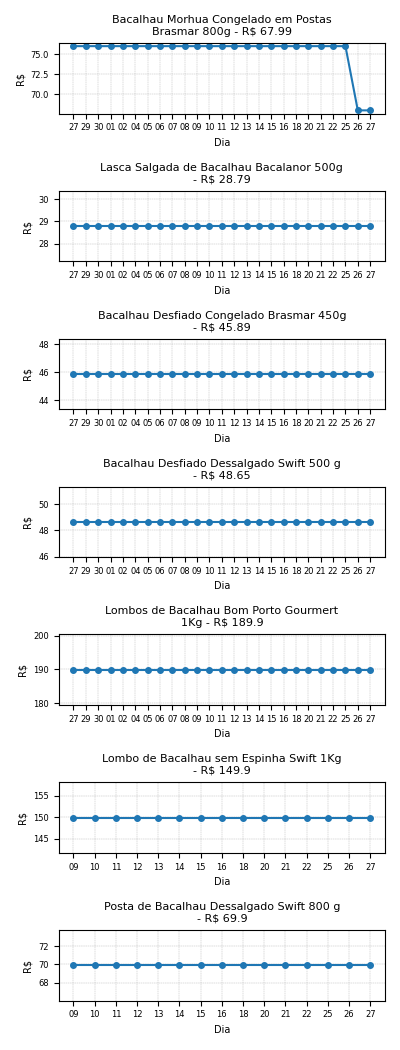 Bacalhau Morhua Congelado em Postas
Brasmar 800g - R$ 67.99
75.0
72.5
70.0
R$
27 29 30 01 02 04 05 06 07 08 09 10 11 12 13 14 15 16 18 20 21 22 25 26 27
Dia
Lasca Salgada de Bacalhau Bacalanor 500g
- R$ 28.79
30
29
28
R$
27 29 30 01 02 04 05 06 07 08 09 10 12 13 14 15 16 18 20 21 22 25 26 27
Dia
Bacalhau Desfiado Congelado Brasmar 450g
- R$ 45.89
48
46
44
R$
27 29 30 01 02 04 05 06 07 08 09 10 11 12 13 14 15 16 18 20 21 22 25 26 27
Dia
Bacalhau Desfiado Dessalgado Swift 500 g
- R$ 48.65
50
48
46
R$
27 29 30 01 02 04 05 06 07 08 09 10 11 12 13 14 15 16 18 20 21 22 25 26 27
Dia
Lombos de Bacalhau Bom Porto Gourmert
1Kg - R$ 189.9
200
190
180
R$
27 29 30 01 02 04 05 06 07 08 09 10 11 12 13 14 15 16 18 20 21 22 25 26 27
Dia
Lombo de Bacalhau sem Espinha Swift 1Kg
- R$ 149.9
155
150
145
R$
09 10 11 12 13 14 15 16 18 20 21 22 25 26 27
Dia
Posta de Bacalhau Dessalgado Swift 800 g
- R$ 69.9
72
70
68
R$
09 10 11 12 13 14 15 16 18 20 21 22 25 26 27
Dia